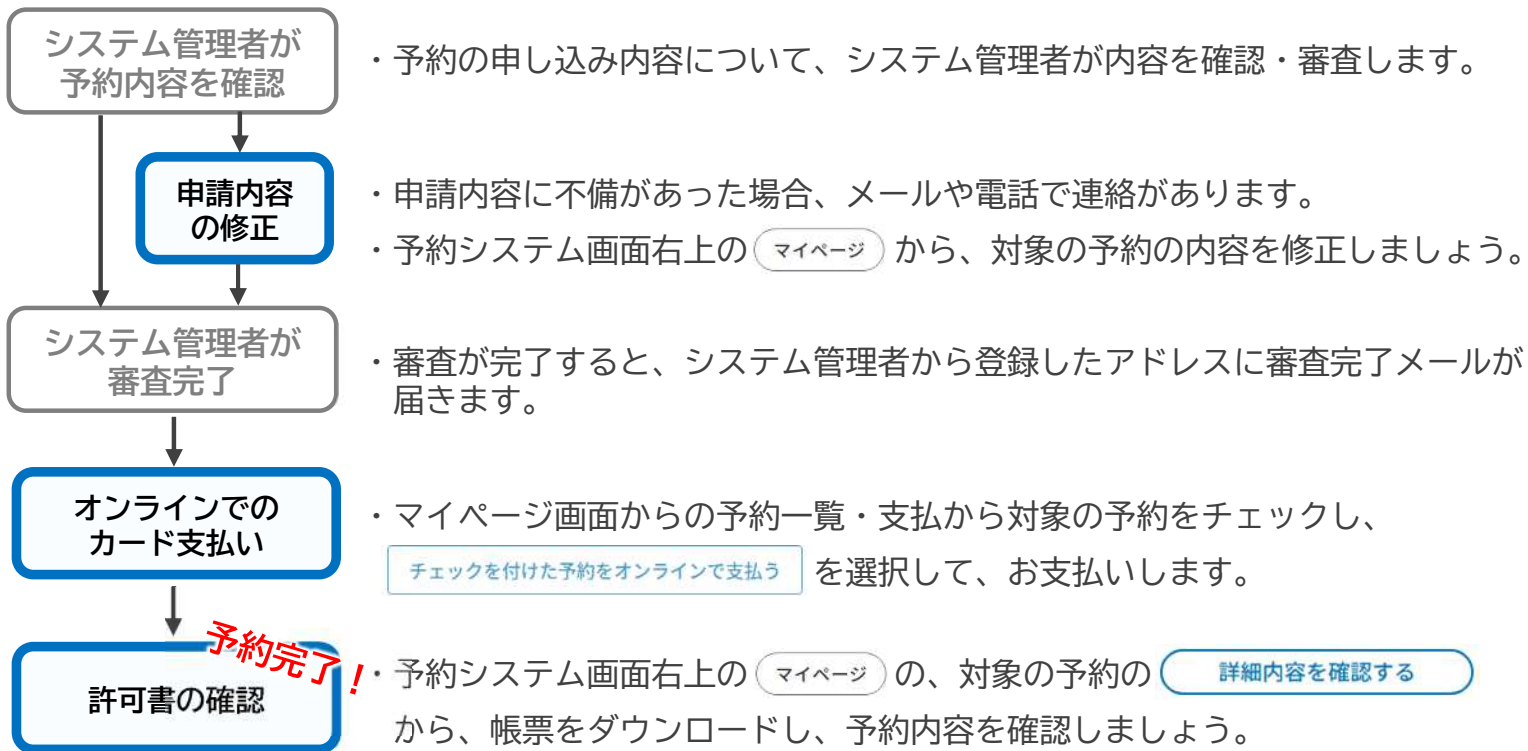 システム管理者が
予約内容を確認
・予約の申し込み内容について、システム管理者が内容を確認・審査します。
申請内容
の修正
・申請内容に不備があった場合、メールや電話で連絡があります。
・予約システム画面右上の マイページ から、対象の予約の内容を修正しましょう。
システム管理者が
審査完了
・審査が完了すると、システム管理者から登録したアドレスに審査完了メールが
届きます。
オンラインでの
カード支払い
・マイページ画面からの予約一覧・支払から対象の予約をチェックし、
チェックを付けた予約をオンラインで支払う を選択して、お支払いします。
予約完了！
許可書の確認
・予約システム画面右上の マイページ の、対象の予約の 詳細内容を確認する
から、帳票をダウンロードし、予約内容を確認しましょう。